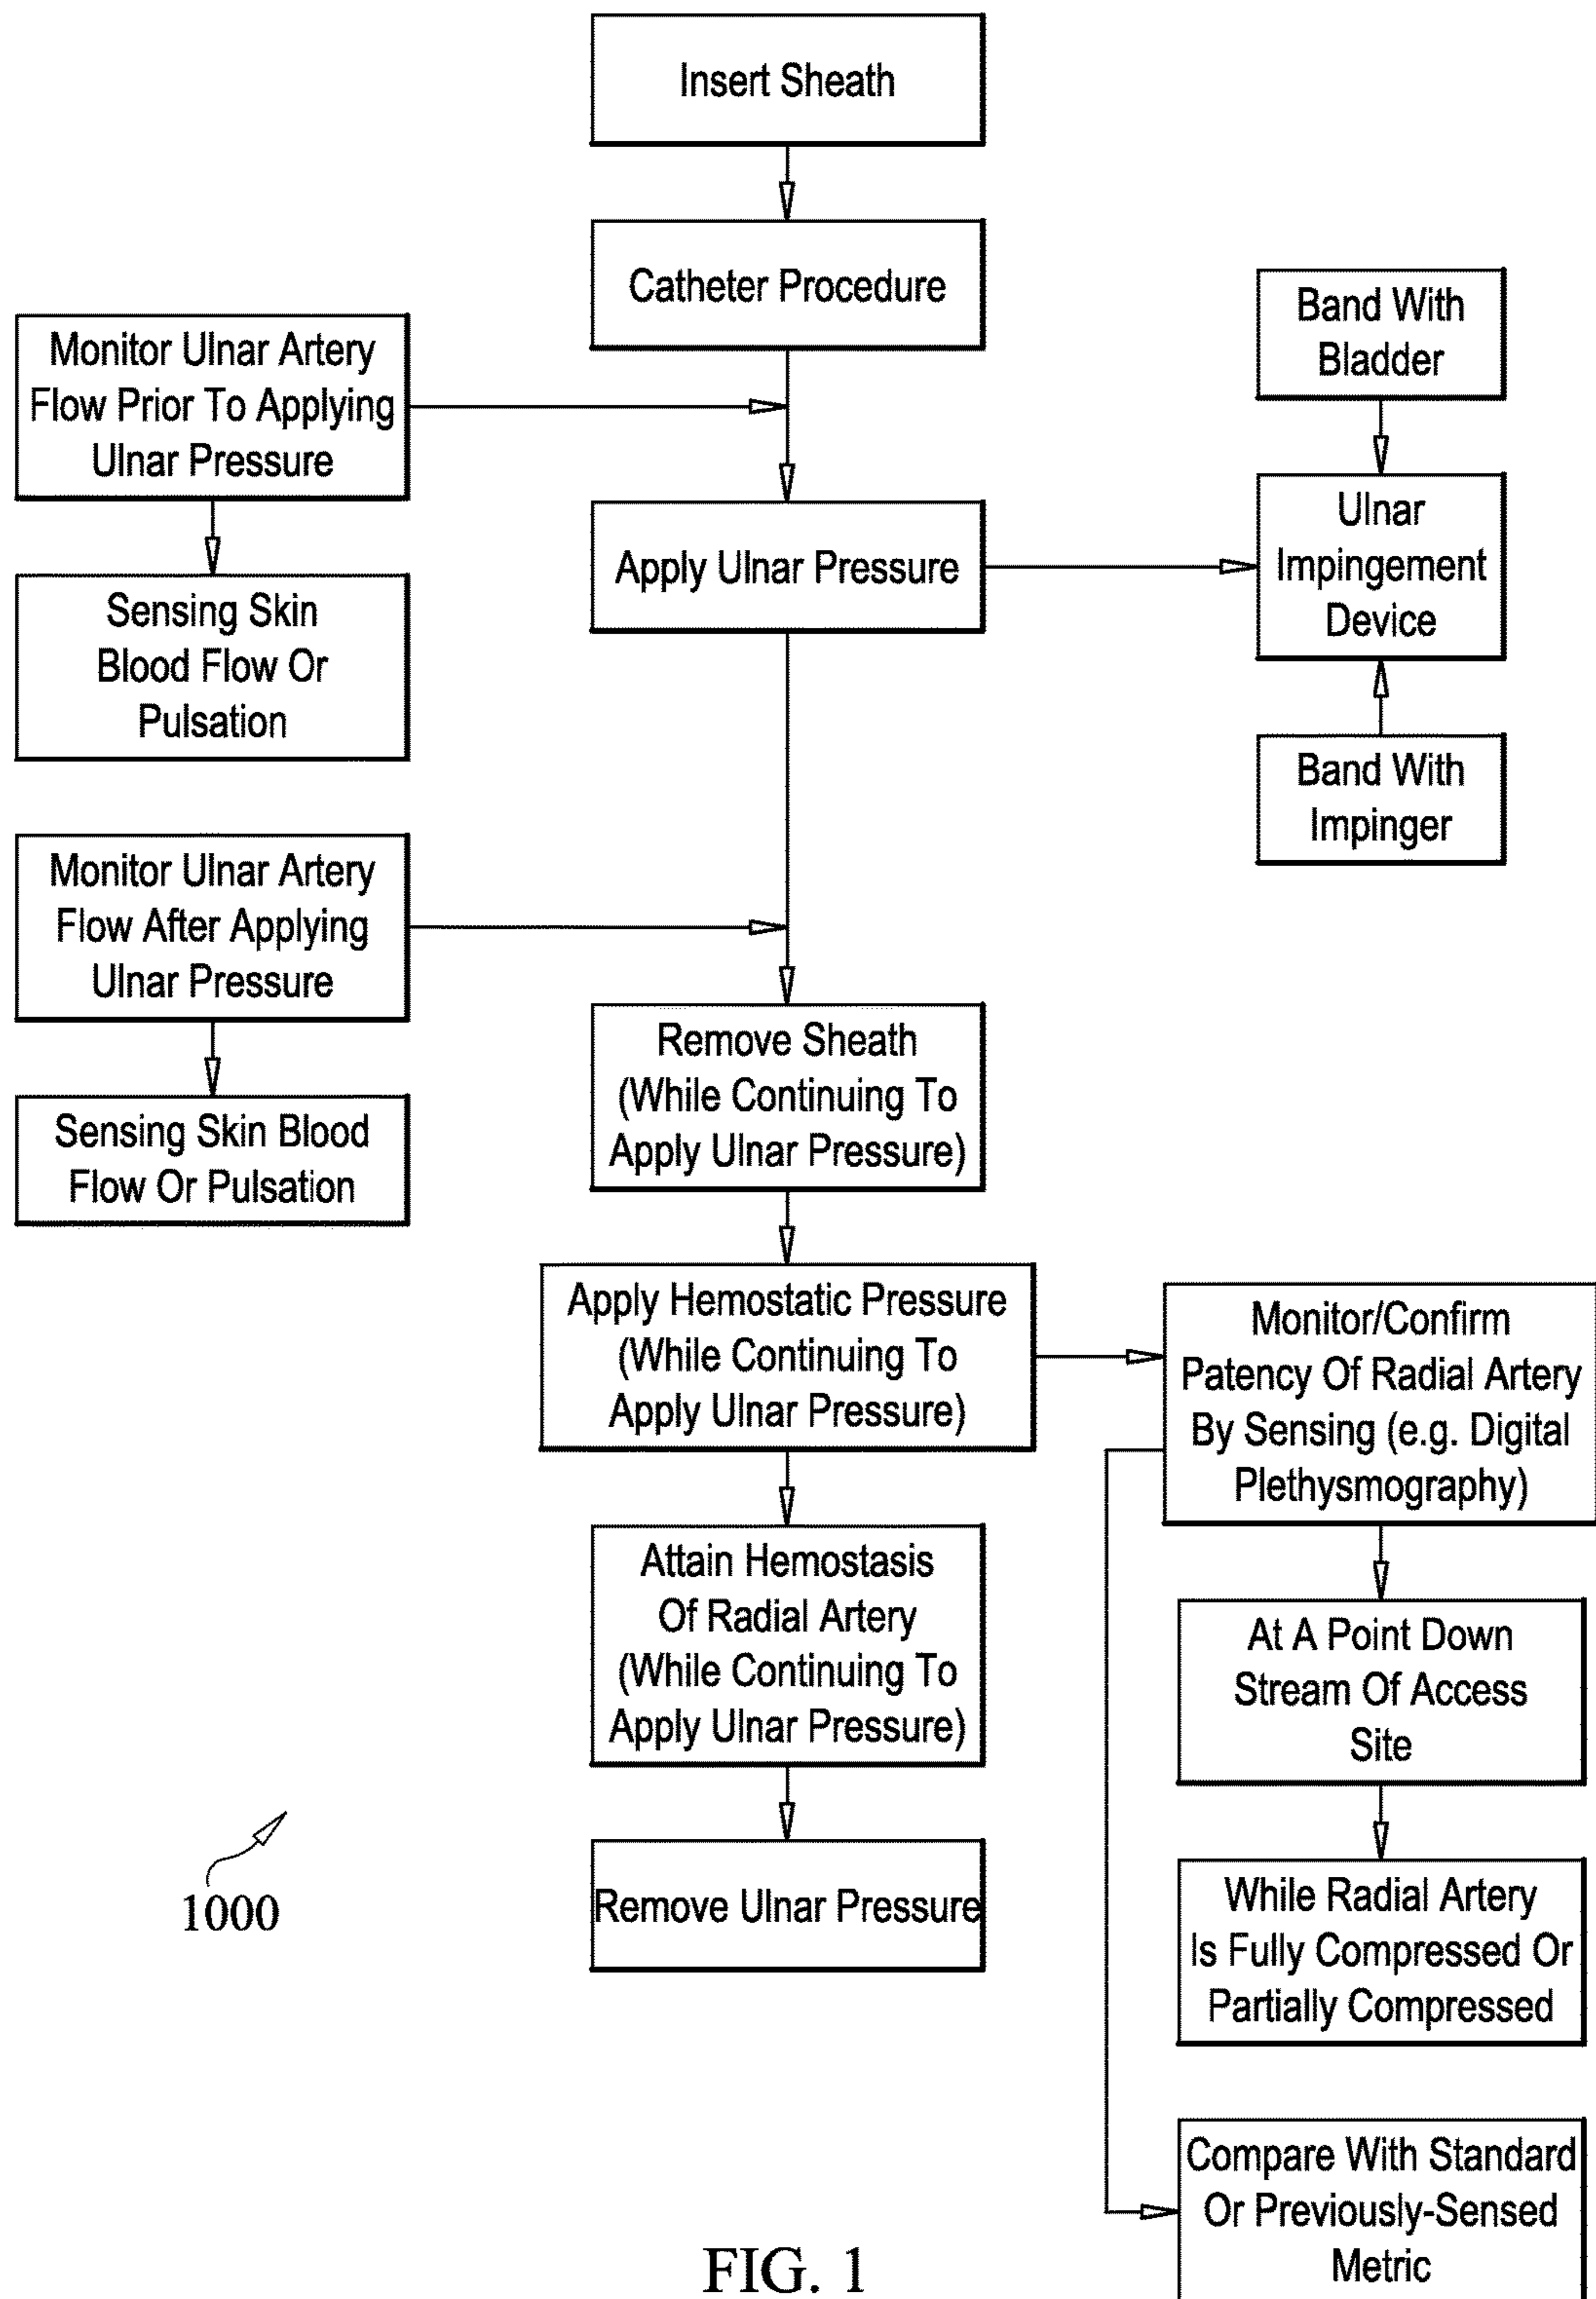 Insert Sheath
Catheter Procedure
Monitor Ulnar Artery
Flow Prior To Applying
Ulnar Pressure
Band With
Bladder
Apply Ulnar Pressure
Ulnar
Impingement
Device
Sensing Skin
Blood Flow Or
Pulsation
Band With
Impinger
Monitor Ulnar Artery
Flow After Applying
Ulnar Pressure
Remove Sheath
(While Continuing To
Apply Ulnar Pressure)
Sensing Skin Blood
Flow Or Pulsation
Apply Hemostatic Pressure
(While Continuing To
Apply Ulnar Pressure)
Monitor/Confirm
Patency Of Radial Artery
By Sensing (e.g. Digital
Plethysmography)
Attain Hemostasis
Of Radial Artery
(While Continuing To
Apply Ulnar Pressure)
At A Point Down
Stream Of Access
Site
Remove Ulnar Pressure
While Radial Artery
Is Fully Compressed Or
Partially Compressed
1000
Compare With Standard
Or Previously-Sensed
Metric
FIG. 1